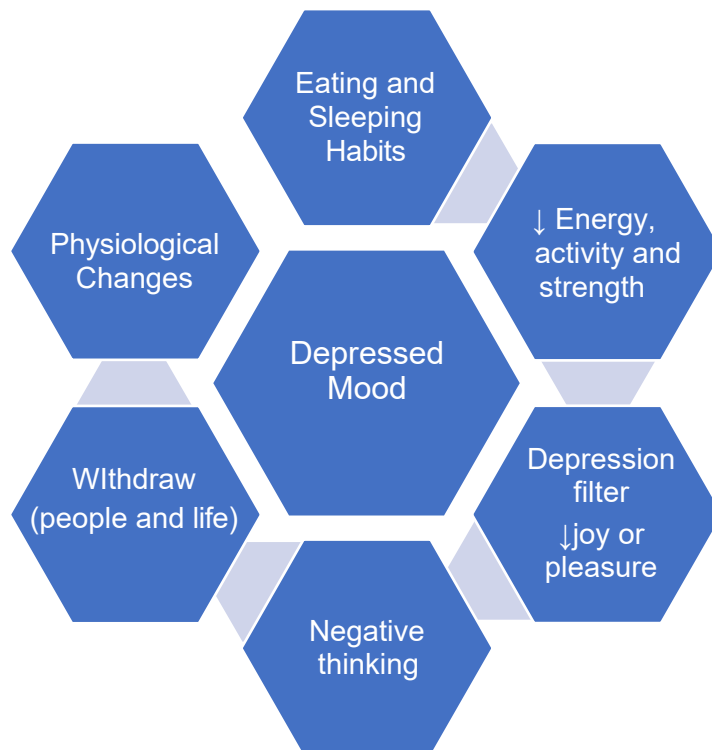 Eating and
Sleeping
Habits
↓ Energy,
activity and
strength
Depression
filter
↓joy or
pleasure
Negative
thinking
WIthdraw
(people and life)
Physiological
Changes
Depressed
Mood